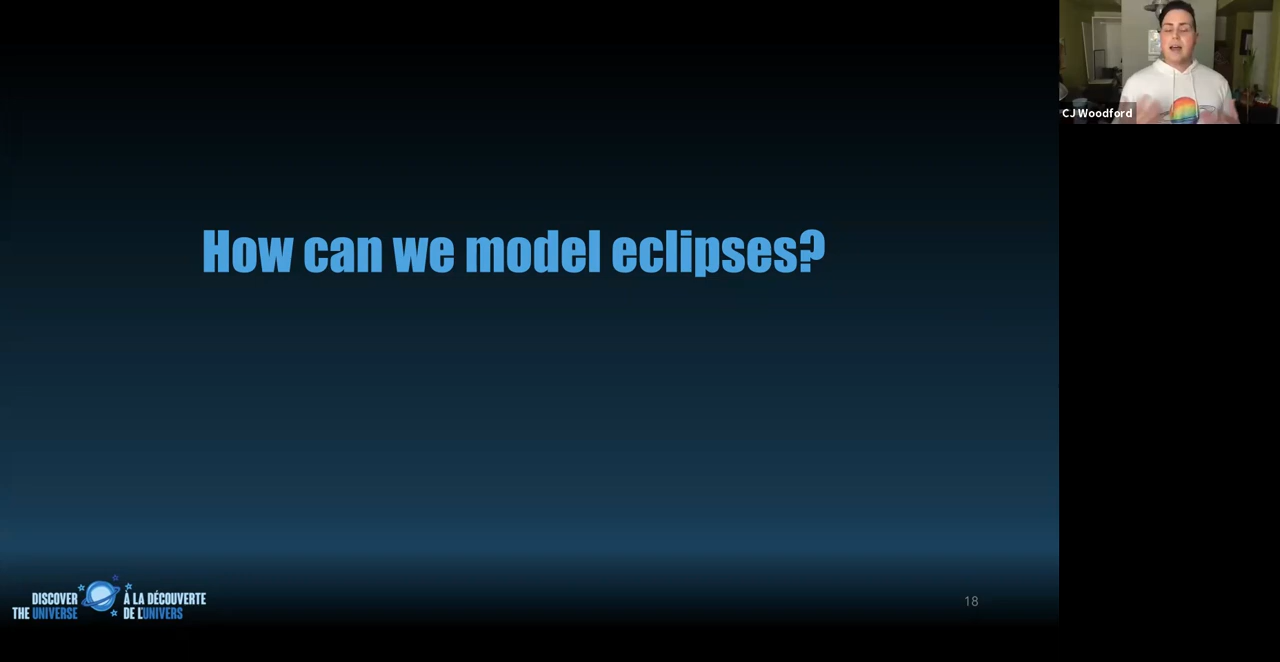 How can we model eclipses?
CJ Woodford
DISCOVER
THE UNIVERSE
À LA DÉCOUVERTE
DE L'UNIVERS
18